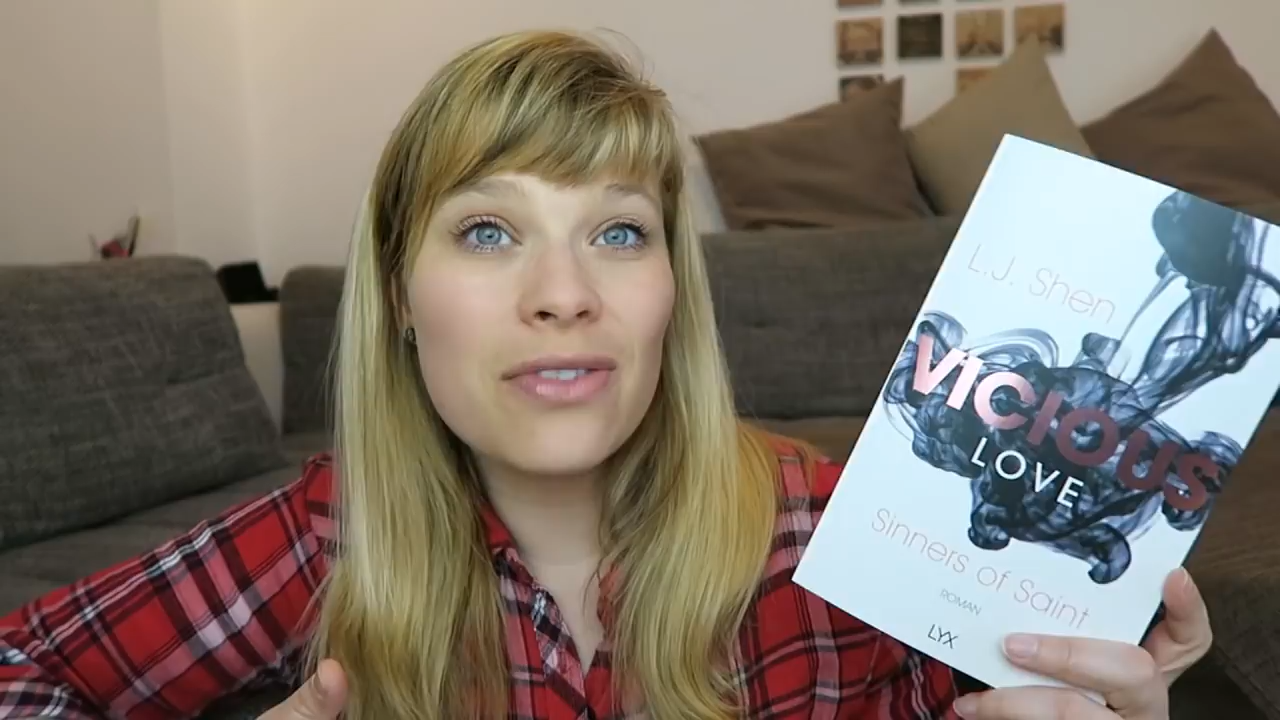 L.J. Shen
VICIOUS
LOVE
Sinners of Saint
ROMAN
LYX